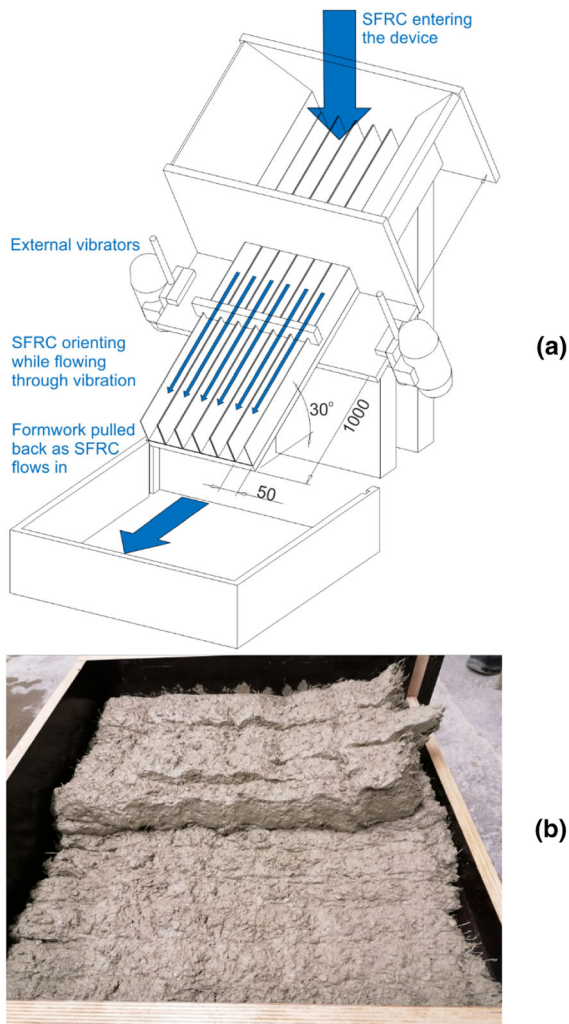 SFRC entering
the device
External vibrators
(a)
SFRC orienting
while flowing
through vibration
30°
1000
Formwork pulled
back as SFRC
flows in
50
(b)